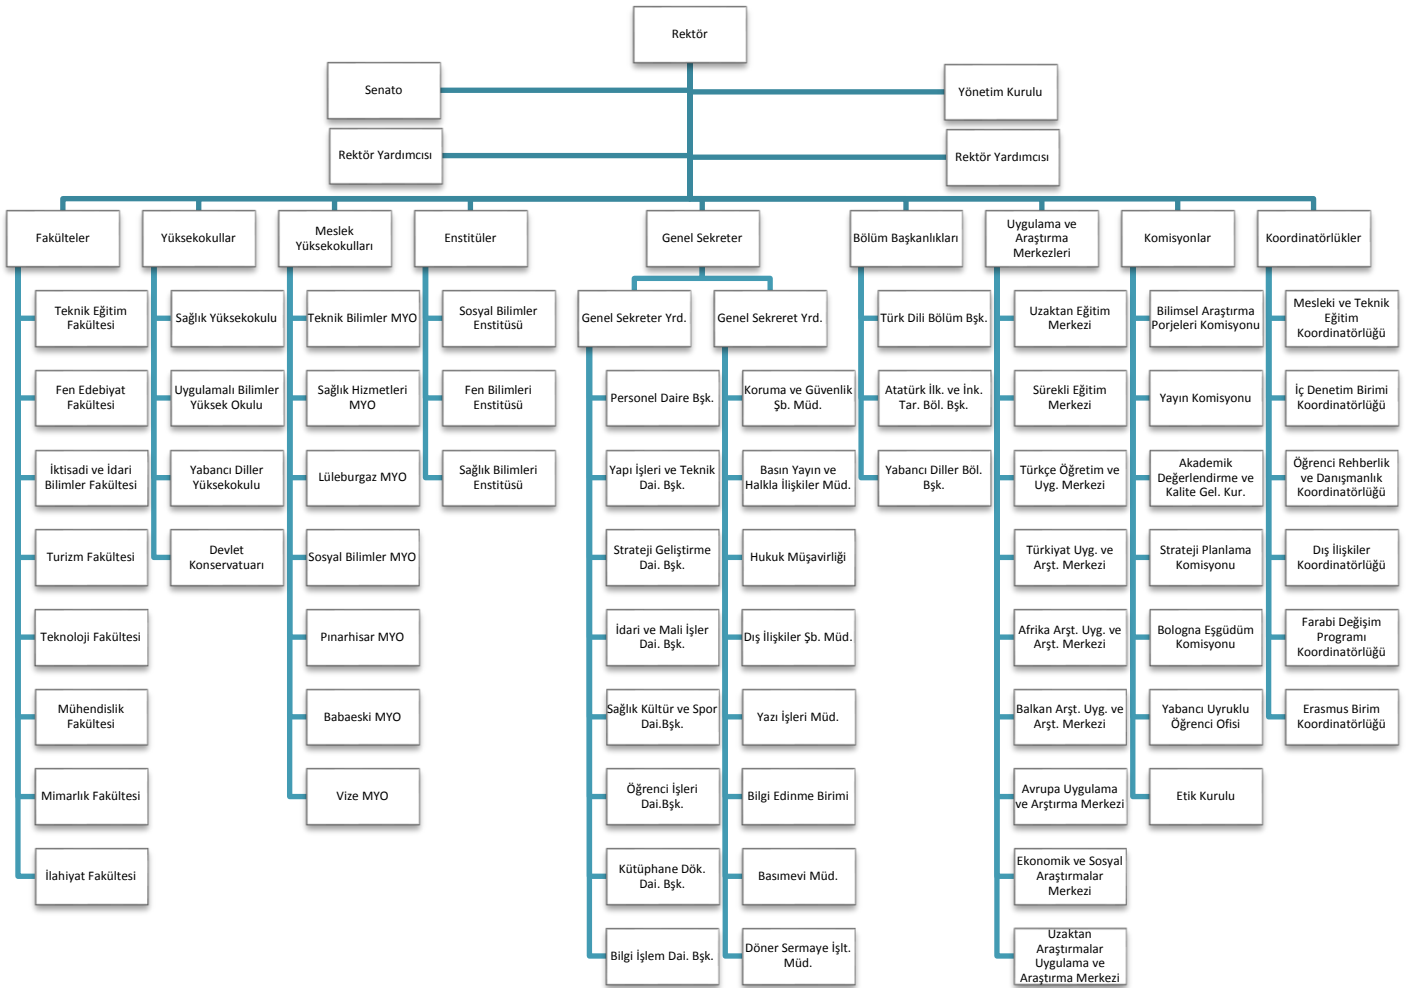 Rektör
Senato
Yönetim Kurulu
Rektör Yardımcısı
Rektör Yardımcısı
Fakülteler
Teknik Eğitim
Fakültesi
Fen Edebiyat
Fakültesi
İktisadi ve İdari
Bilimler Fakültesi
Turizm Fakültesi
Teknoloji Fakültesi
Mühendislik
Fakültesi
Mimarlık Fakültesi
İlahiyat Fakültesi
Yüksekokullar
Sağlık Yüksekokulu
Uygulamalı Bilimler
Yüksek Okulu
Yabancı Diller
Yüksekokulu
Devlet
Konservatuarı
Meslek
Yüksekokulları
Teknik Bilimler MYO
Sağlık Hizmetleri
MYO
Lüleburgaz MYO
Sosyal Bilimler MYO
Pınarhisar MYO
Babaeski MYO
Vize MYO
Enstitüler
Sosyal Bilimler
Enstitüsü
Fen Bilimleri
Enstitüsü
Sağlık Bilimleri
Enstitüsü
Genel Sekreter
Genel Sekreter Yrd.
Personel Daire Bşk.
Yapı İşleri ve Teknik
Dai. Bşk.
Strateji Geliştirme
Dai. Bşk.
İdari ve Mali İşler
Dai. Bşk.
Sağlık Kültür ve Spor
Dai.Bşk.
Öğrenci İşleri
Dai.Bşk.
Kütüphane Dök.
Dai. Bşk.
Bilgi İşlem Dai. Bşk.
Genel Sekreret Yrd.
Koruma ve Güvenlik
Şb. Müd.
Basın Yayın ve
Halkla İlişkiler Müd.
Hukuk Müşavirliği
Dış İlişkiler Şb. Müd.
Yazı İşleri Müd.
Bilgi Edinme Birimi
Basımevi Müd.
Döner Sermaye İşlt.
Müd.
Bölüm Başkanlıkları
Türk Dili Bölüm Bşk.
Atatürk İlk. ve İnk.
Tar. Böl. Bşk.
Yabancı Diller Böl.
Bşk.
Uygulama ve
Araştırma
Merkezleri
Uzaktan Eğitim
Merkezi
Sürekli Eğitim
Merkezi
Türkçe Öğretim ve
Uyg. Merkezi
Türkiyat Uyg. ve
Arşt. Merkezi
Afrika Arşt. Uyg. ve
Arşt. Merkezi
Balkan Arşt. Uyg. ve
Arşt. Merkezi
Avrupa Uygulama
ve Arştırma Merkezi
Ekonomik ve Sosyal
Araştırmalar
Merkezi
Uzaktan
Araştırmalar
Uygulama ve
Araştırma Merkezi
Komisyonlar
Bilimsel Araştırma
Porjeleri Komisyonu
Yayın Komisyonu
Akademik
Değerlendirme ve
Kalite Gel. Kur.
Strateji Planlama
Komisyonu
Bologna Eşgüdüm
Komisyonu
Yabancı Uyruklu
Öğrenci Ofisi
Etik Kurulu
Koordinatörlükler
Mesleki ve Teknik
Eğitim
Koordinatörlüğü
İç Denetim Birimi
Koordinatörlüğü
Öğrenci Rehberlik
ve Danışmanlık
Koordinatörlüğü
Dış İlişkiler
Koordinatörlüğü
Farabi Değişim
Programı
Koordinatörlüğü
Erasmus Birim
Koordinatörlüğü